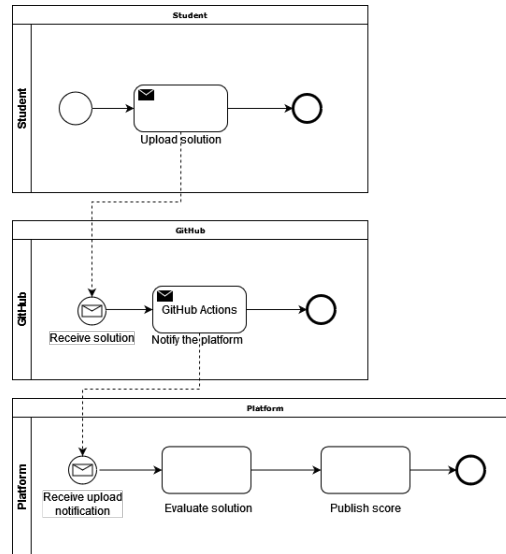 Student
Student
Upload solution
GitHub
GitHub
GitHub Actions
Receive solution
Notify the platform
Platform
Platform
Receive upload
notification
Evaluate solution
Publish score